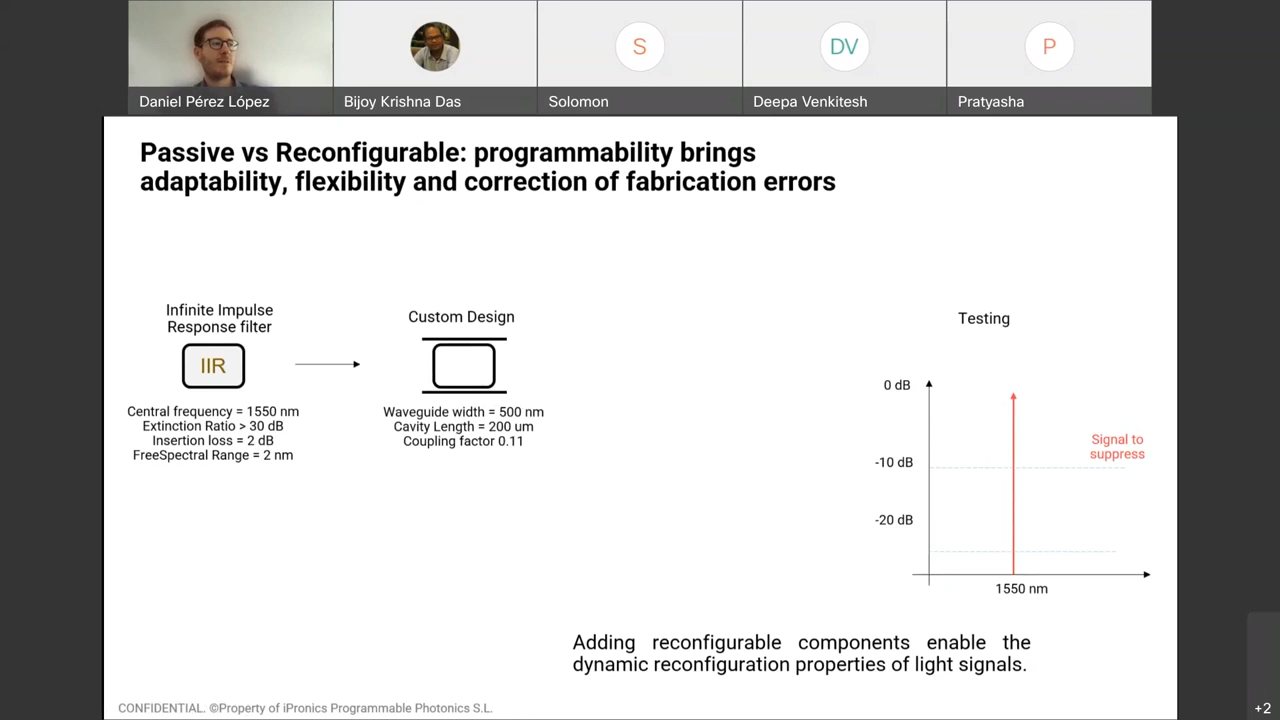 S
DV
P
Daniel Pérez López
Bijoy Krishna Das
Solomon
Deepa Venkitesh
Pratyasha
Passive vs Reconfigurable: programmability brings
adaptability, flexibility and correction of fabrication errors
Infinite Impulse
Response filter
IIR
Central frequency = 1550 nm
Extinction Ratio > 30 dB
Insertion loss = 2 dB
FreeSpectral Range = 2 nm
Custom Design
Waveguide width = 500 nm
Cavity Length = 200 um
Coupling factor 0.11
Testing
0 dB
-10 dB
-20 dB
Signal to
suppress
1550 nm
Adding reconfigurable components enable the
dynamic reconfiguration properties of light signals.
CONFIDENTIAL. ©Property of iPronics Programmable Photonics S.L.
+2